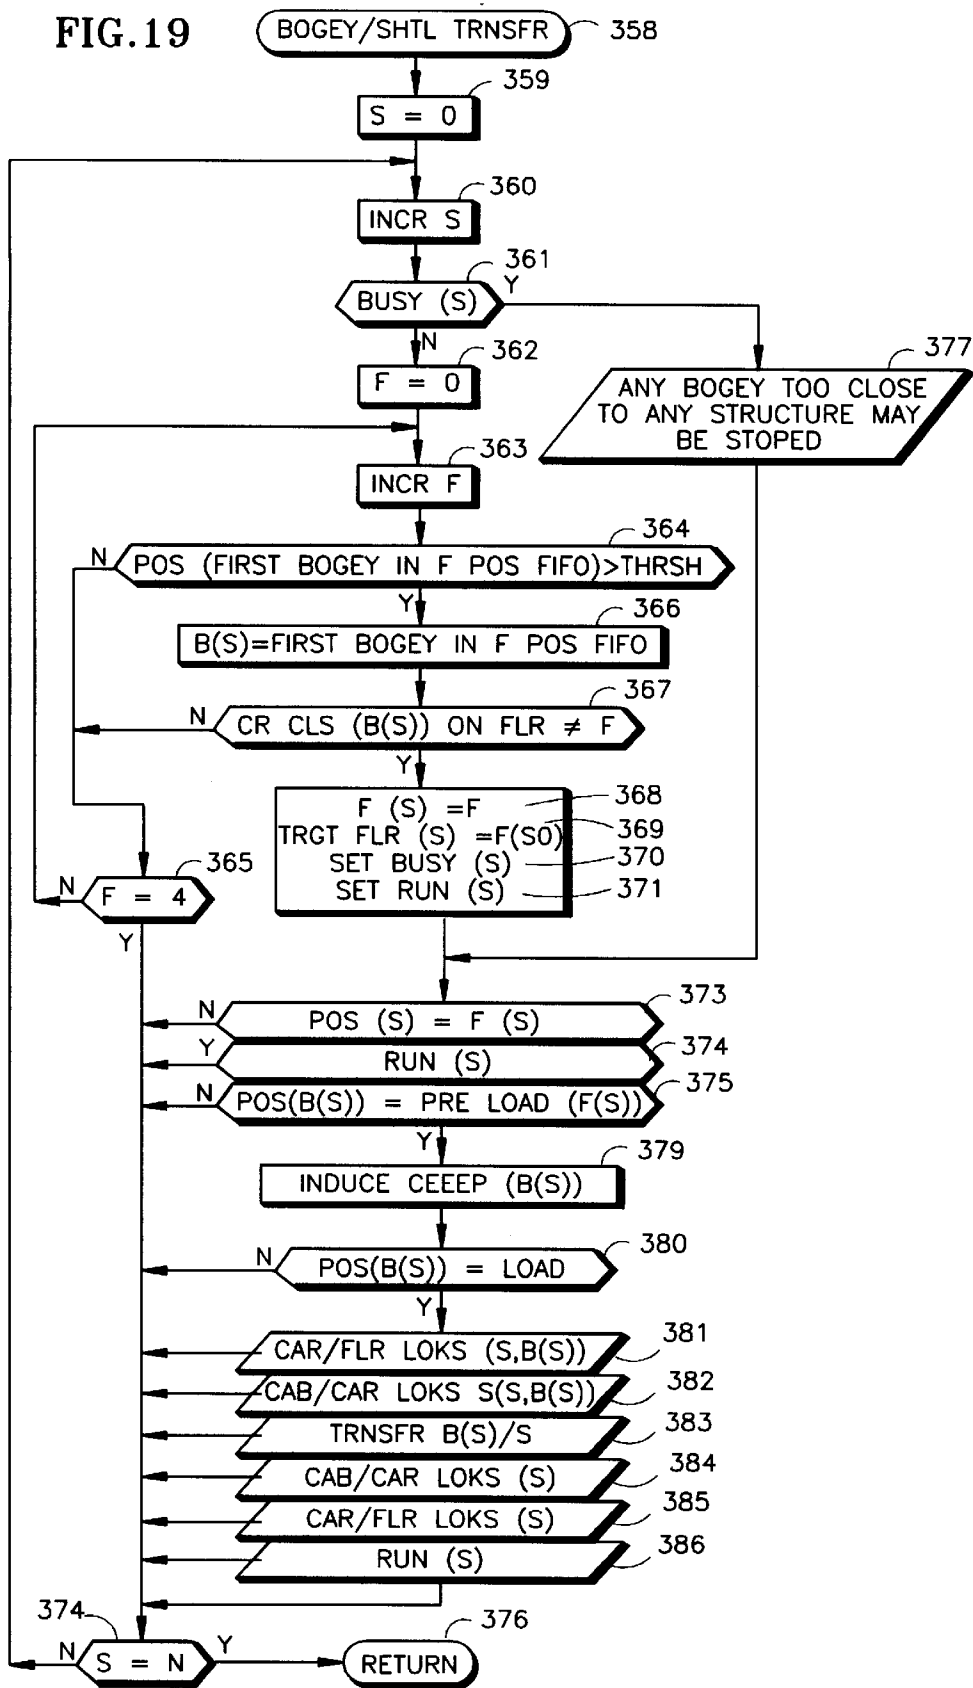 FIG.19
BOGEY/SHTL TRNSFR
358
359
S = 0
360
INCR S
361
BUSY (S)
Y
N
362
F = 0
377
ANY BOGEY TOO CLOSE
TO ANY STRUCTURE MAY
BE STOPED
363
INCR F
364
N
POS (FIRST BOGEY IN F POS FIFO)>THRSH
Y
366
B(S)=FIRST BOGEY IN F POS FIFO
367
N
CR CLS (B(S)) ON FLR ≠ F
Y
F (S) =F
368
TRGT FLR (S) =F(SO)
369
SET BUSY (S)
370
SET RUN (S)
371
365
N
F = 4
Y
373
N
POS (S) = F (S)
374
Y
RUN (S)
375
N
POS(B(S)) = PRE LOAD (F(S))
Y
379
INDUCE CEEEP (B(S))
380
N
POS(B(S)) = LOAD
Y
CAR/FLR LOKS (S,B(S))
381
CAB/CAR LOKS S(S,B(S))
382
TRNSFR B(S)/S
383
CAB/CAR LOKS (S)
384
CAR/FLR LOKS (S)
385
RUN (S)
386
374
N
S = N
Y
376
RETURN